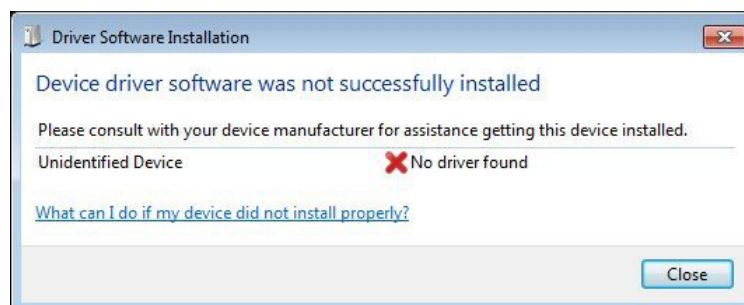 Driver Software Installation
Device driver software was not successfully installed
Please consult with your device manufacturer for assistance getting this device installed.
Unidentified Device No driver found
What can I do if my device did not install properly?
Close